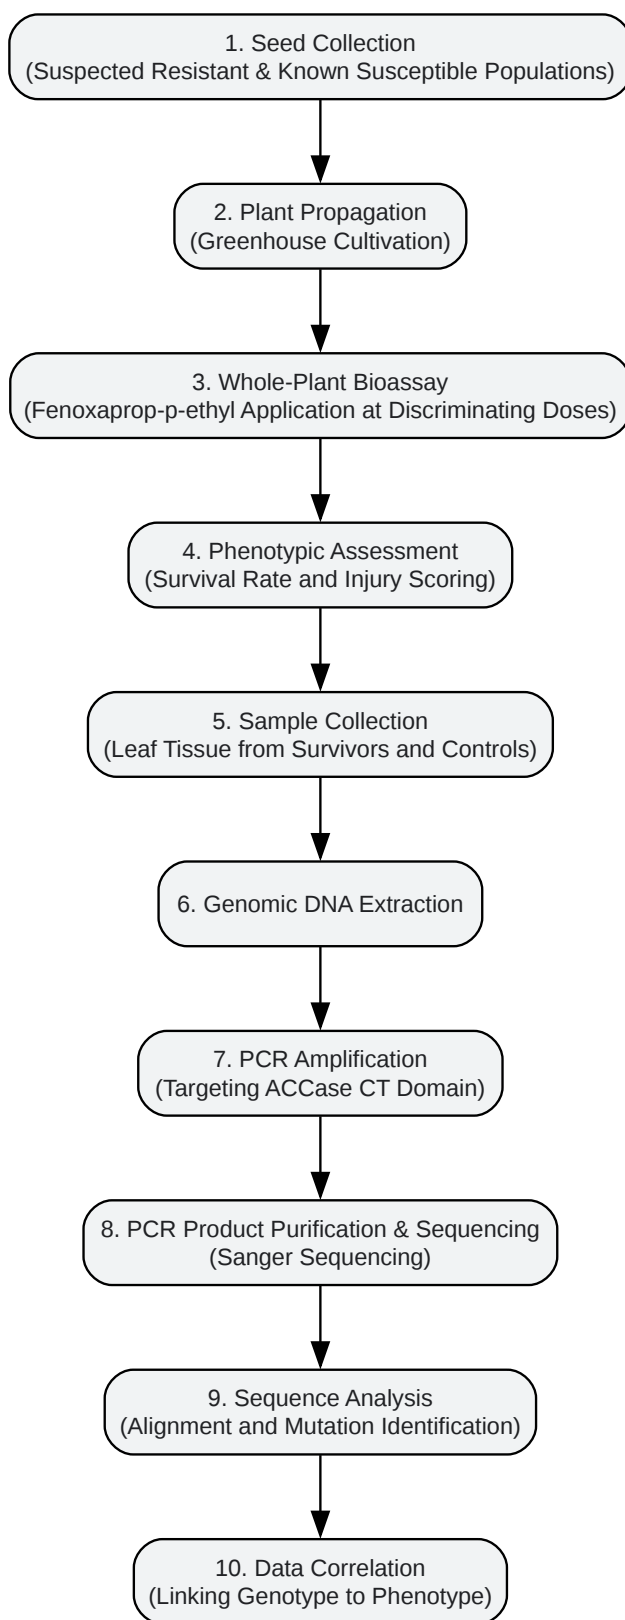 1. Seed Collection
(Suspected Resistant & Known Susceptible Populations)
2. Plant Propagation
(Greenhouse Cultivation)
3. Whole-Plant Bioassay
(Fenoxaprop-p-ethyl Application at Discriminating Doses)
4. Phenotypic Assessment
(Survival Rate and Injury Scoring)
5. Sample Collection
(Leaf Tissue from Survivors and Controls)
6. Genomic DNA Extraction
7. PCR Amplification
(Targeting ACCase CT Domain)
8. PCR Product Purification & Sequencing
(Sanger Sequencing)
9. Sequence Analysis
(Alignment and Mutation Identification)
10. Data Correlation
(Linking Genotype to Phenotype)